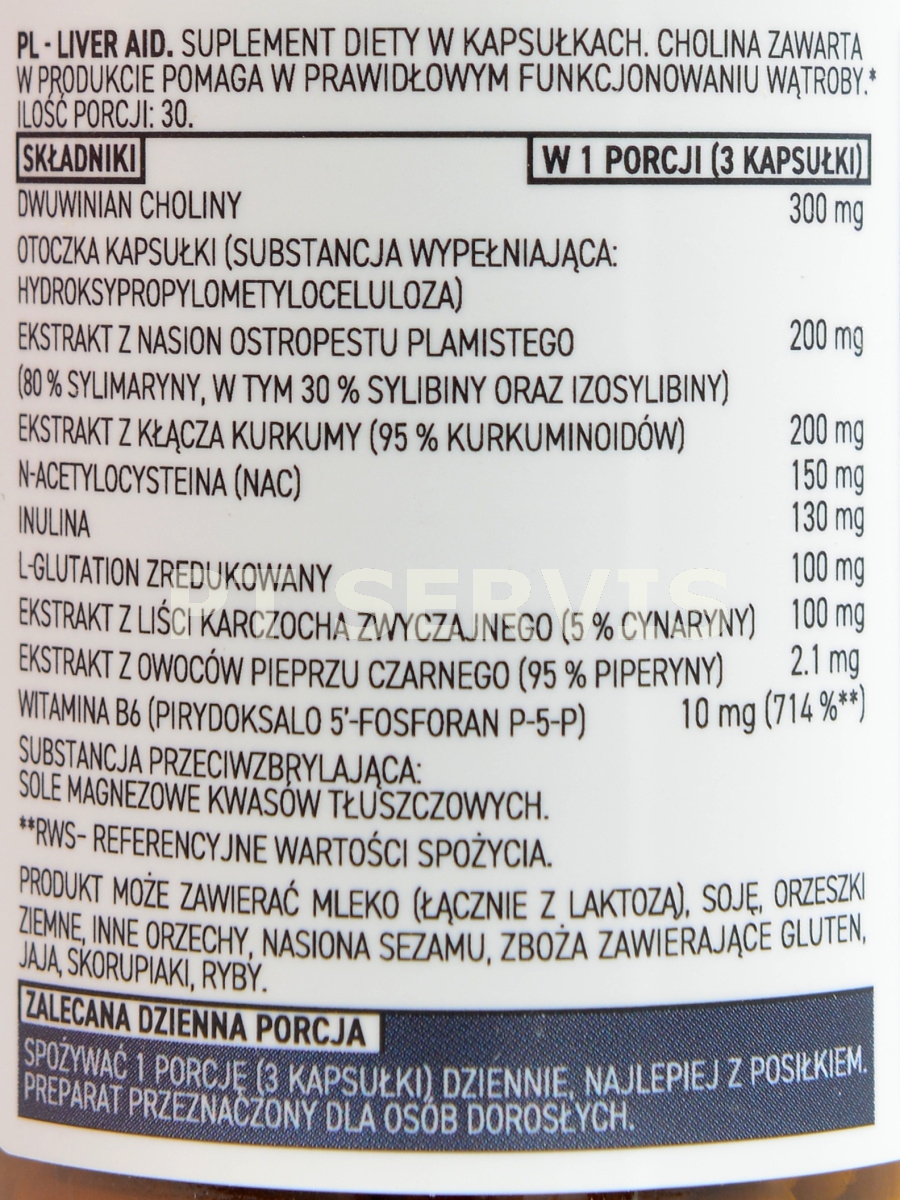 PL - LIVER AID. SUPLEMENT DIETY W KAPSUŁKACH. CHOLINA ZAWARTA
W PRODUKCIE POMAGA W PRAWIDŁOWYM FUNKCJONOWANIU WĄTROBY.*
ILOŚĆ PORCJI: 30.
SKŁADNIKI W 1 PORCJI (3 KAPSUŁKI)
DWUWINIAN CHOLINY 300 mg
OTOCZKA KAPSUŁKI (SUBSTANCJA WYPEŁNIAJĄCA:
HYDROKSYPROPYLOMETYLOCELULOZA)
EKSTRAKT Z NASION OSTROPESTU PLAMISTEGO 200 mg
(80 % SYLIMARYNY, W TYM 30 % SYLIBINY ORAZ IZOSYLIBINY)
EKSTRAKT Z KŁĄCZA KURKUMY (95 % KURKUMINOIDÓW) 200 mg
N-ACETYLOCYSTEINA (NAC) 150 mg
INULINA 130 mg
L-GLUTATION ZREDUKOWANY 100 mg
PT SERVIS
EKSTRAKT Z LIŚCI KARCZOCHA ZWYCZAJNEGO (5 % CYNARYNY) 100 mg
EKSTRAKT Z OWOCÓW PIEPRZU CZARNEGO (95 % PIPERYNY) 2.1 mg
WITAMINA B6 (PIRYDOKSALO 5'-FOSFORAN P-5-P) 10 mg (714 %**)
SUBSTANCJA PRZECIWZBRYLAJĄCA:
SOLE MAGNEZOWE KWASÓW TŁUSZCZOWYCH.
**RWS- REFERENCYJNE WARTOŚCI SPOŻYCIA.
PRODUKT MOŻE ZAWIERAĆ MLEKO (ŁĄCZNIE Z LAKTOZĄ), SOJĘ, ORZESZKI
ZIEMNE, INNE ORZECHY, NASIONA SEZAMU, ZBOŻA ZAWIERAJĄCE GLUTEN,
JAJA, SKORUPIAKI, RYBY.
ZALECANA DZIENNA PORCJA
SPOŻYWAĆ 1 PORCJĘ (3 KAPSUŁKI) DZIENNIE, NAJLEPIEJ Z POSIŁKIEM.
PREPARAT PRZEZNACZONY DLA OSÓB DOROSŁYCH.